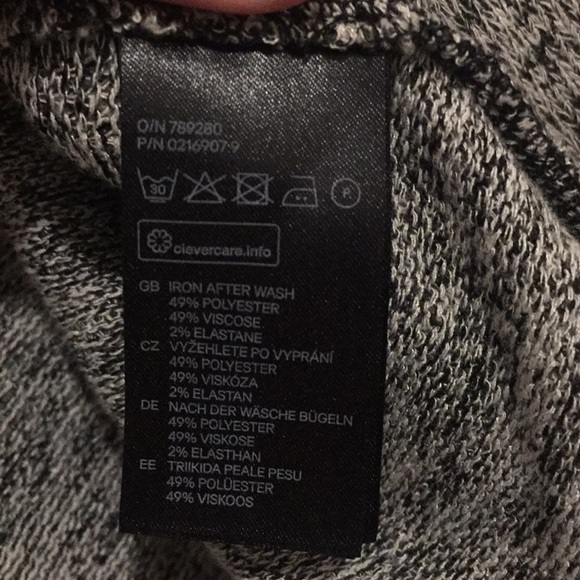 O/N 789280
P/N 0216907-9
30 P
clevercare.info
GB IRON AFTER WASH
49% POLYESTER
49% VISCOSE
2% ELASTANE
CZ VYŽEHLETE PO VYPRÁNÍ
49% POLYESTER
49% VISKÓZA
2% ELASTAN
DE NACH DER WÄSCHE BÜGELN
49% POLYESTER
49% VISKOSE
2% ELASTHAN
EE TRIIKIDA PEALE PESU
49% POLÜESTER
49% VISKOOS